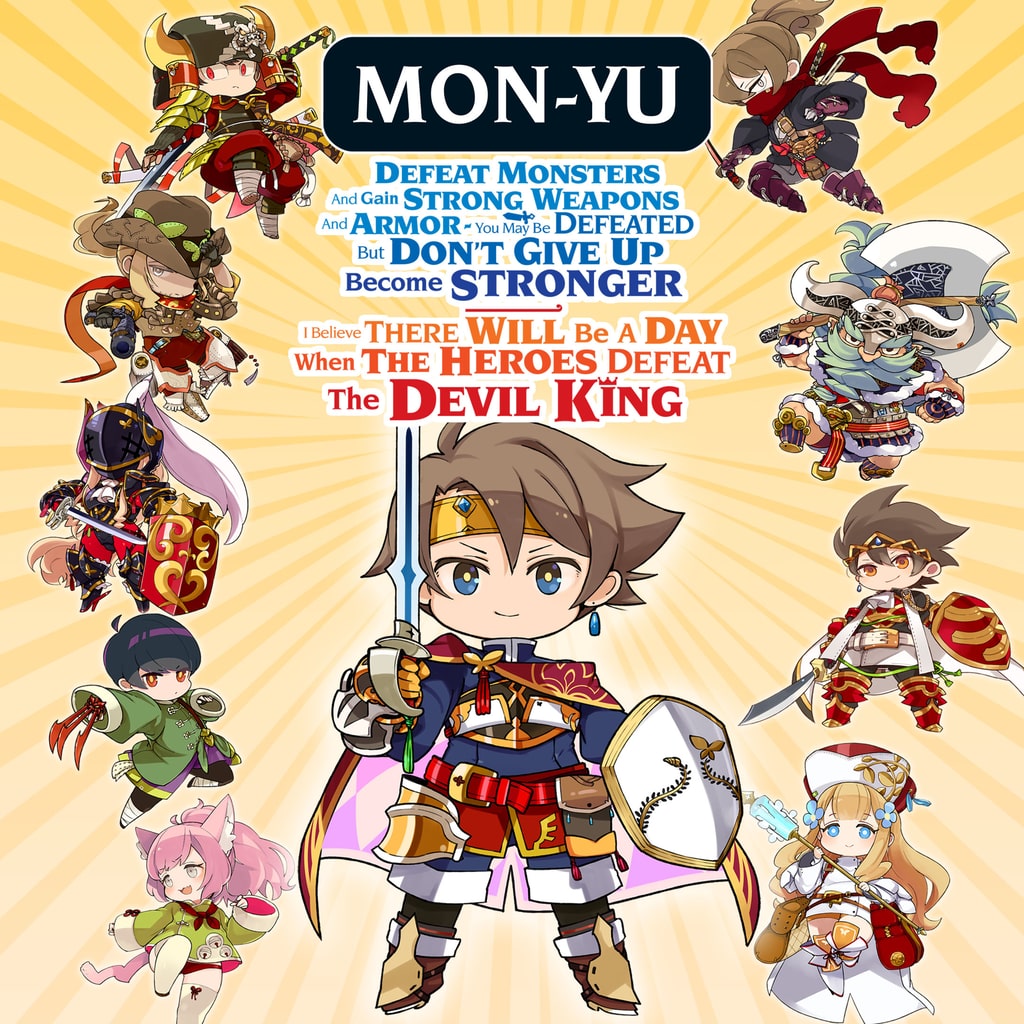 MON-YU
DEFEAT MONSTERS
And Gain STRONG WEAPONS
And ARMOR - You May Be DEFEATED
But DON'T GIVE UP
Become STRONGER
I Believe THERE WILL Be A DAY
When THE HEROES DEFEAT
The DEVIL KING